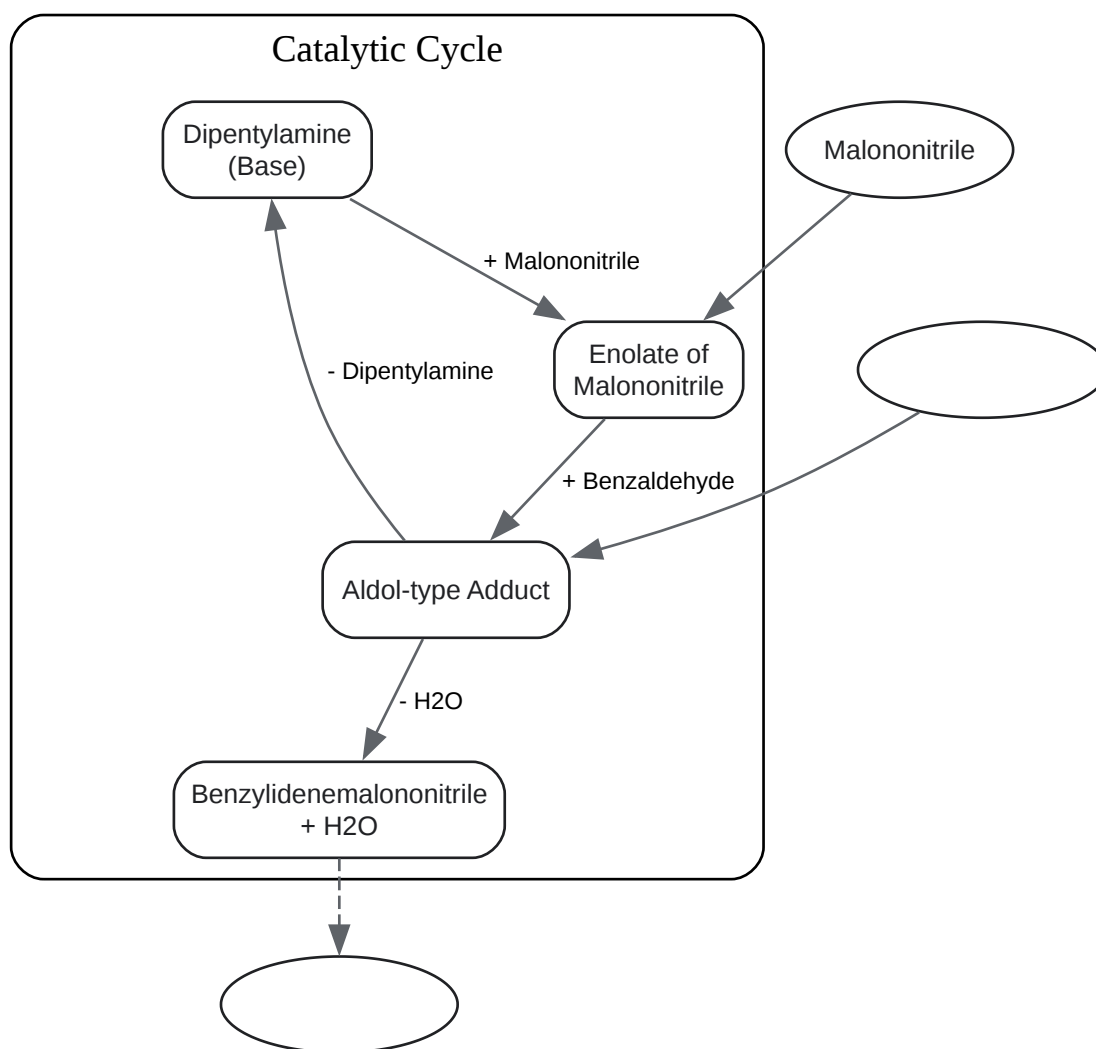 Catalytic Cycle
Dipentylamine
(Base)
Malononitrile
+ Malononitrile
Enolate of
Malononitrile
- Dipentylamine
+ Benzaldehyde
Aldol-type Adduct
- H2O
Benzylidenemalononitrile
+ H2O